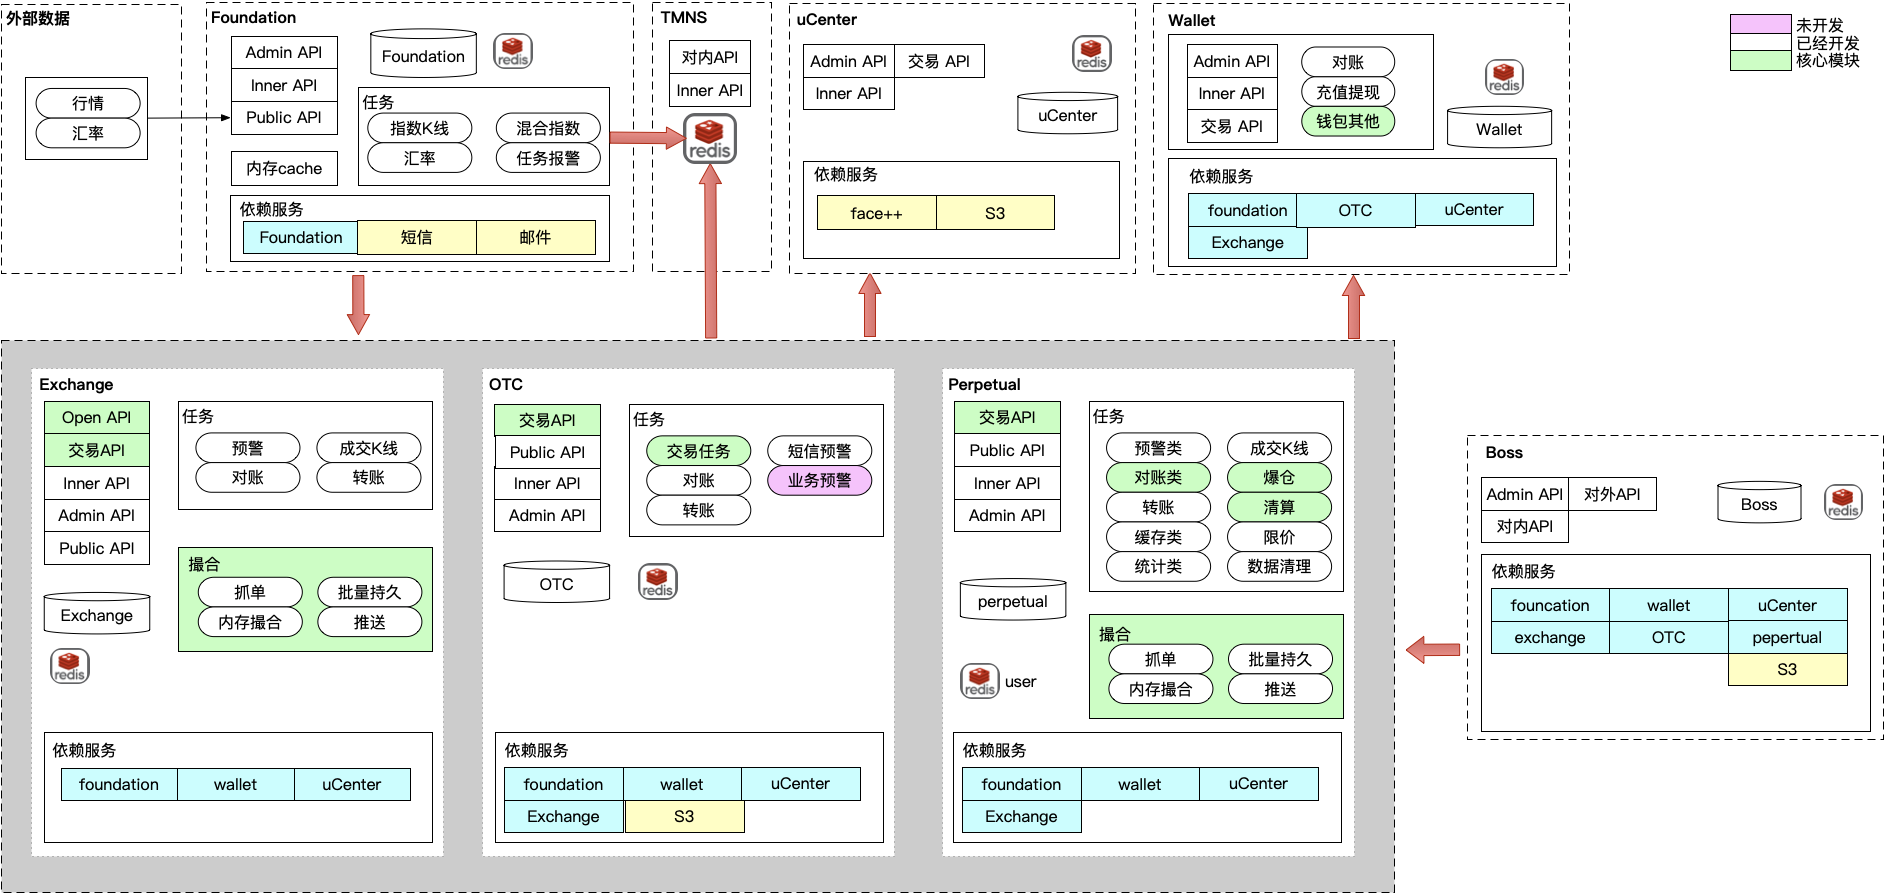 外部数据
行情
汇率
Foundation
Admin API
Inner API
Public API
内存cache
Foundation
redis
任务
指数K线
混合指数
汇率
任务报警
依赖服务
Foundation
短信
邮件
TMNS
对内API
Inner API
redis
uCenter
Admin API
交易 API
Inner API
redis
uCenter
依赖服务
face++
S3
Wallet
Admin API
Inner API
交易 API
对账
充值提现
钱包其他
redis
Wallet
依赖服务
foundation
OTC
uCenter
Exchange
未开发
已经开发
核心模块
Exchange
Open API
交易API
Inner API
Admin API
Public API
任务
预警
成交K线
对账
转账
撮合
抓单
批量持久
内存撮合
推送
Exchange
redis
依赖服务
foundation
wallet
uCenter
OTC
交易API
Public API
Inner API
Admin API
任务
交易任务
短信预警
对账
业务预警
转账
OTC
redis
依赖服务
foundation
wallet
uCenter
Exchange
S3
Perpetual
交易API
Public API
Inner API
Admin API
任务
预警类
成交K线
对账类
爆仓
转账
清算
缓存类
限价
统计类
数据清理
perpetual
撮合
抓单
批量持久
内存撮合
推送
redis
user
依赖服务
foundation
wallet
uCenter
Exchange
Boss
Admin API
对外API
对内API
Boss
redis
依赖服务
founcation
wallet
uCenter
exchange
OTC
pepertual
S3